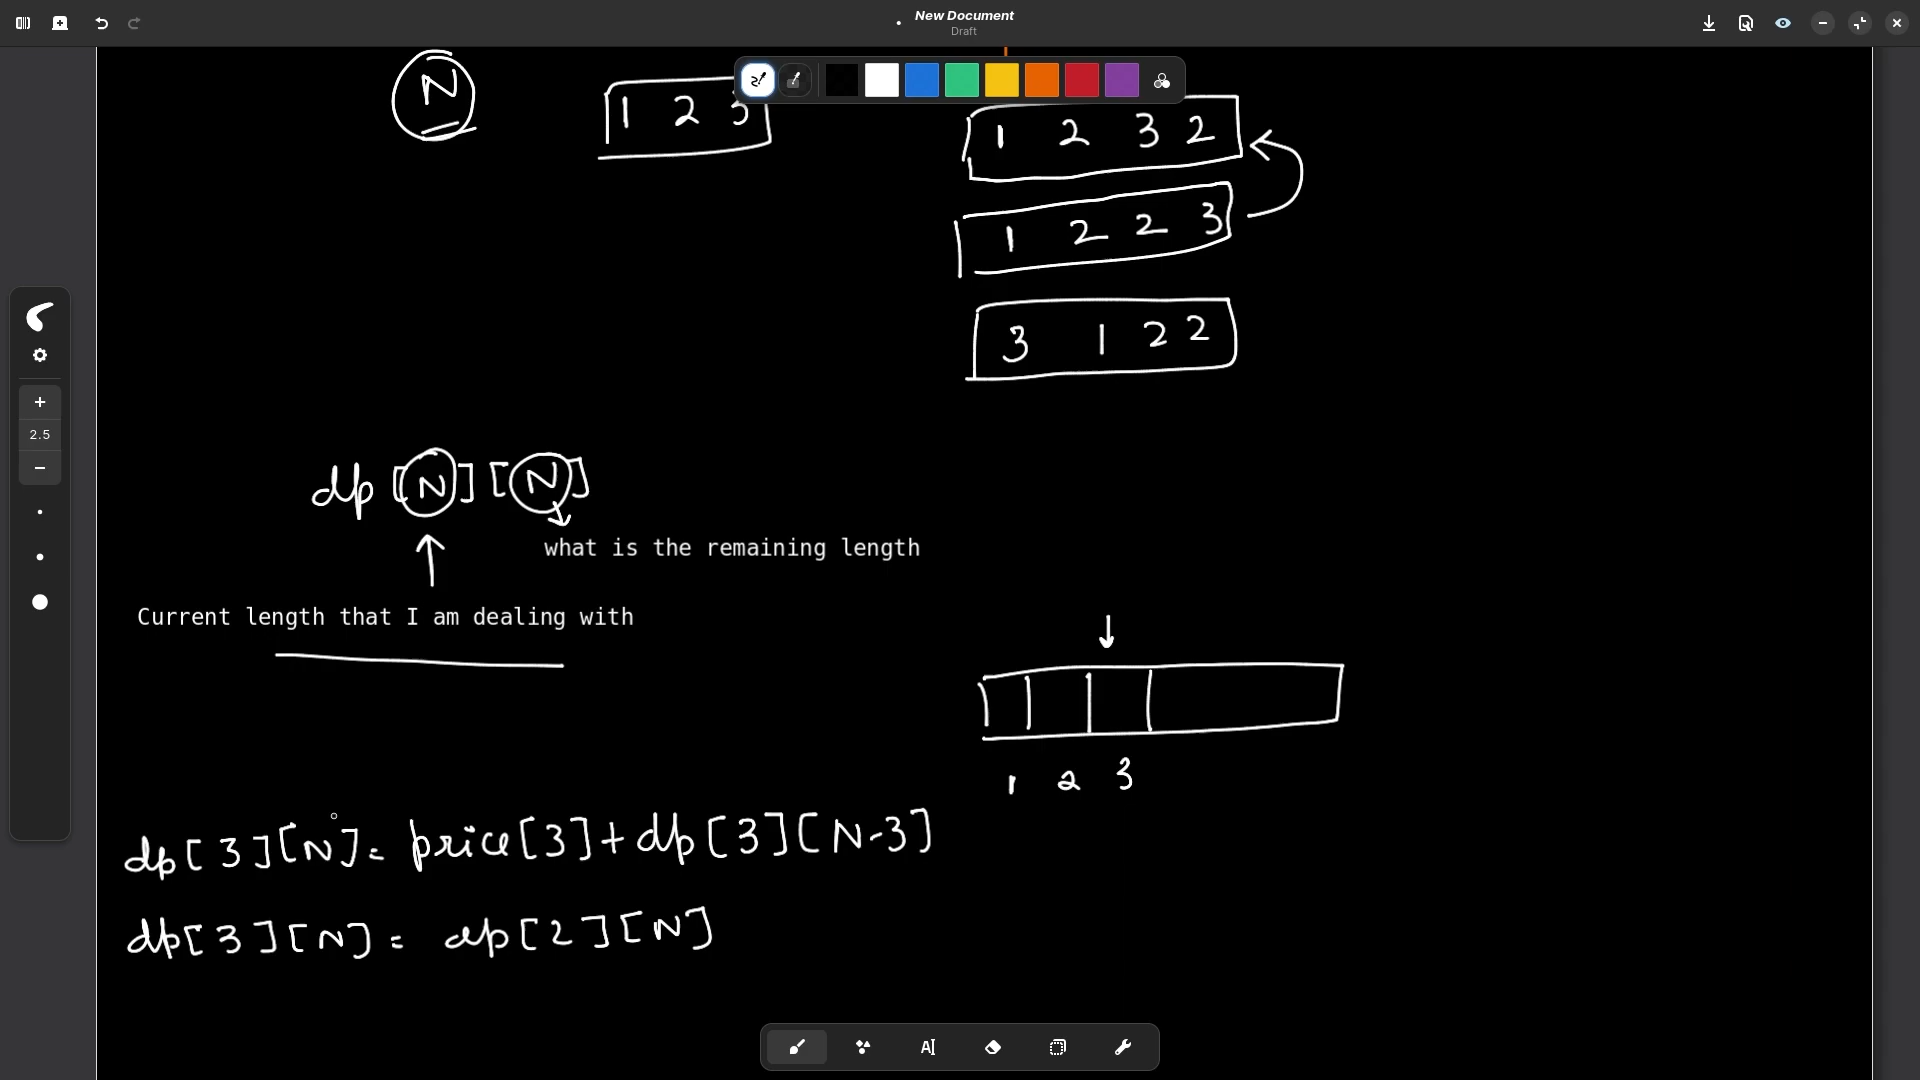 New Document
Draft
N
1 2 3
1 2 3 2
1 2 2 3
3 1 2 2
dp [N] [N]
what is the remaining length
Current length that I am dealing with
1 2 3
dp[3][N] = price[3] + dp[3][N-3]
dp[3][N] = dp[2][N]
2.5